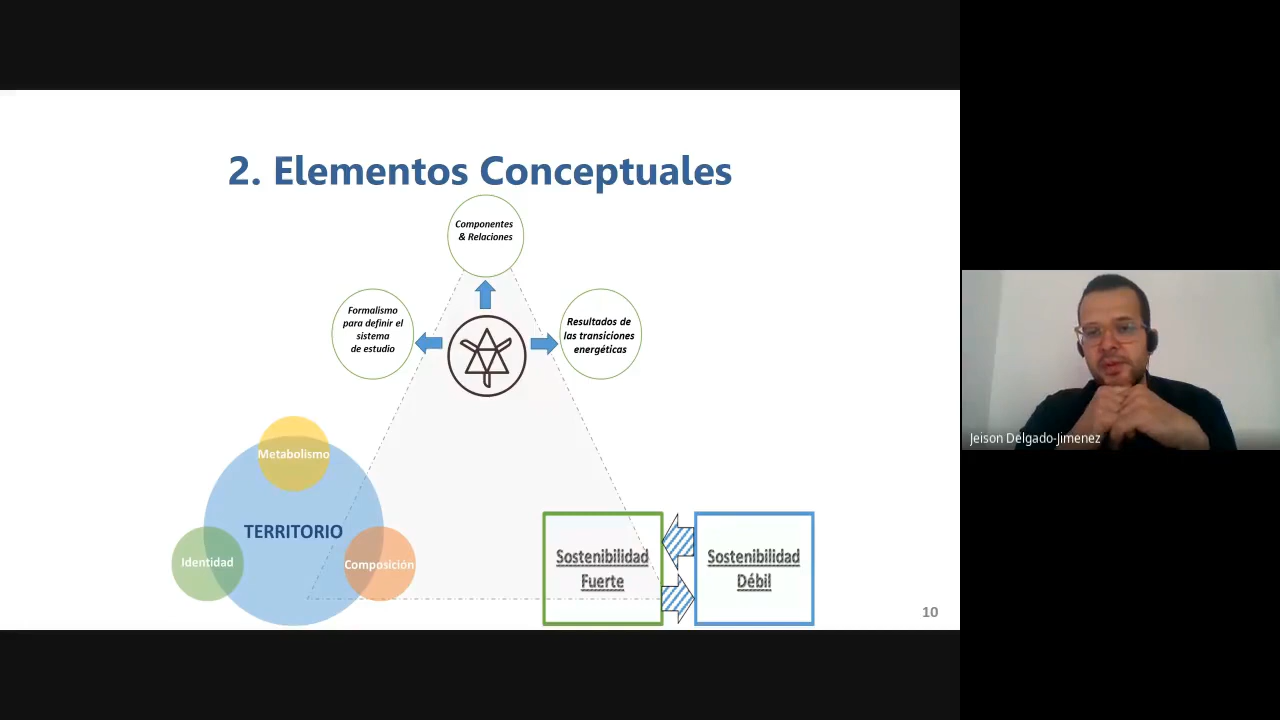 2. Elementos Conceptuales
Componentes
& Relaciones
Formalismo
para definir el
sistema
de estudio
Resultados de
las transiciones
energéticas
Metabolismo
TERRITORIO
Identidad
Composición
Sostenibilidad
Fuerte
Sostenibilidad
Débil
10
Jeison Delgado-Jimenez